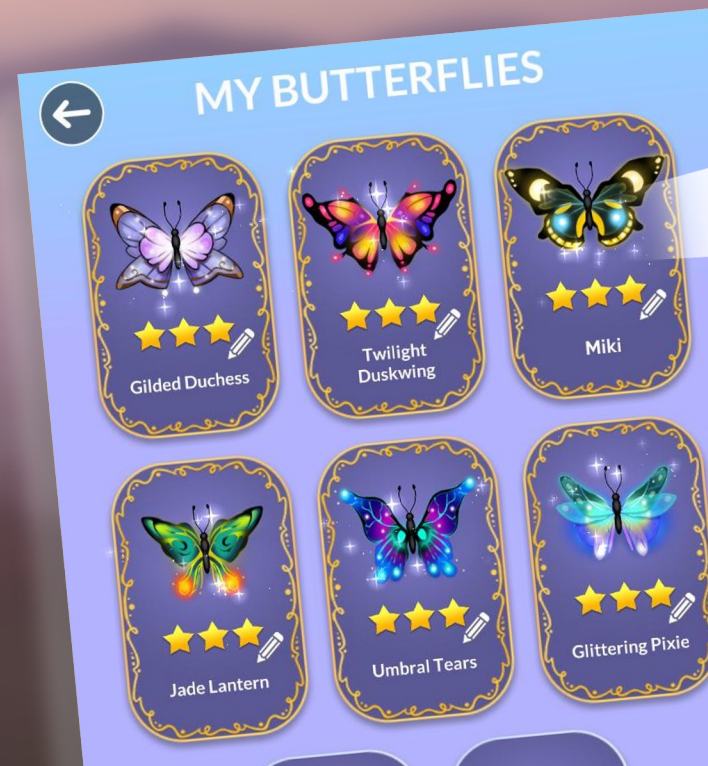 MY BUTTERFLIES
Gilded Duchess
Twilight
Duskwing
Miki
Jade Lantern
Umbral Tears
Glittering Pixie